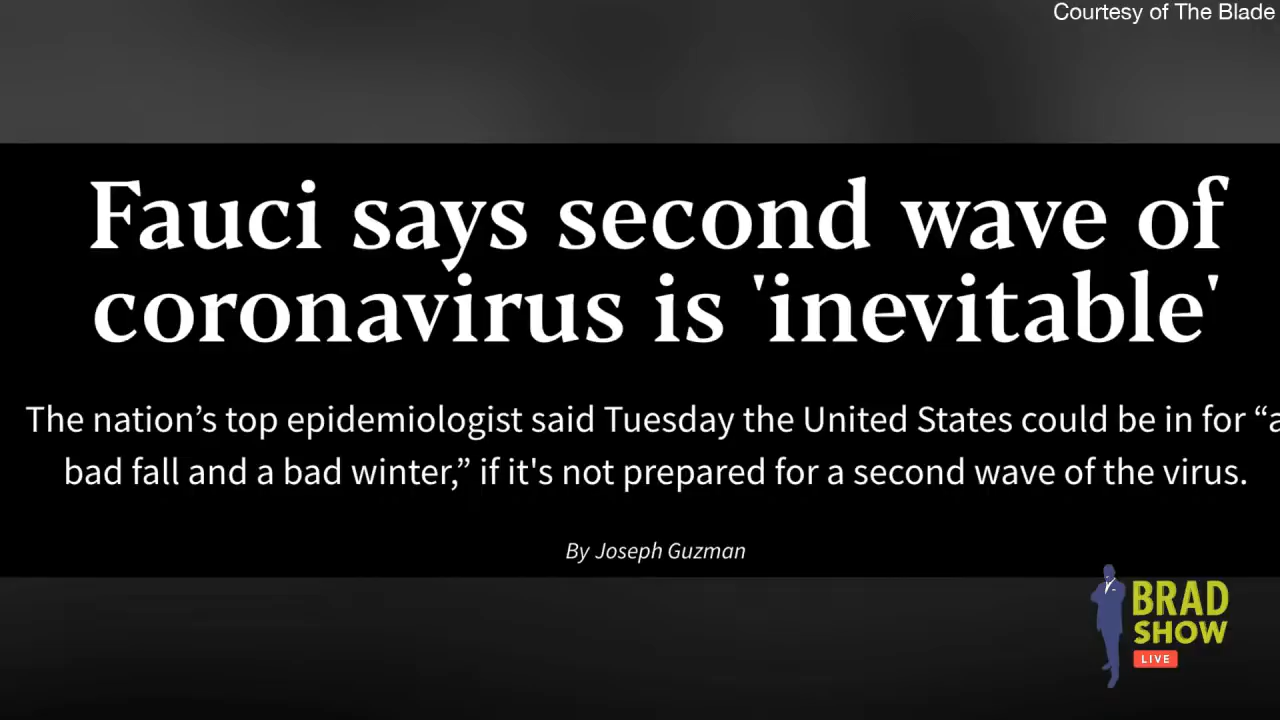 Courtesy of The Blade
Fauci says second wave of
coronavirus is 'inevitable'
The nation’s top epidemiologist said Tuesday the United States could be in for “a
bad fall and a bad winter,” if it's not prepared for a second wave of the virus.
By Joseph Guzman
BRAD
SHOW
LIVE